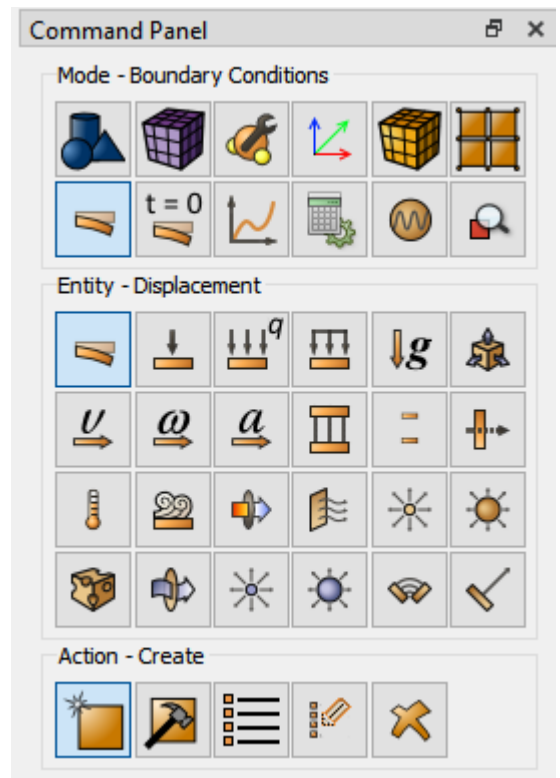 Command Panel
Mode - Boundary Conditions
t = 0
Entity - Displacement
q
g
υ ω a
Action - Create